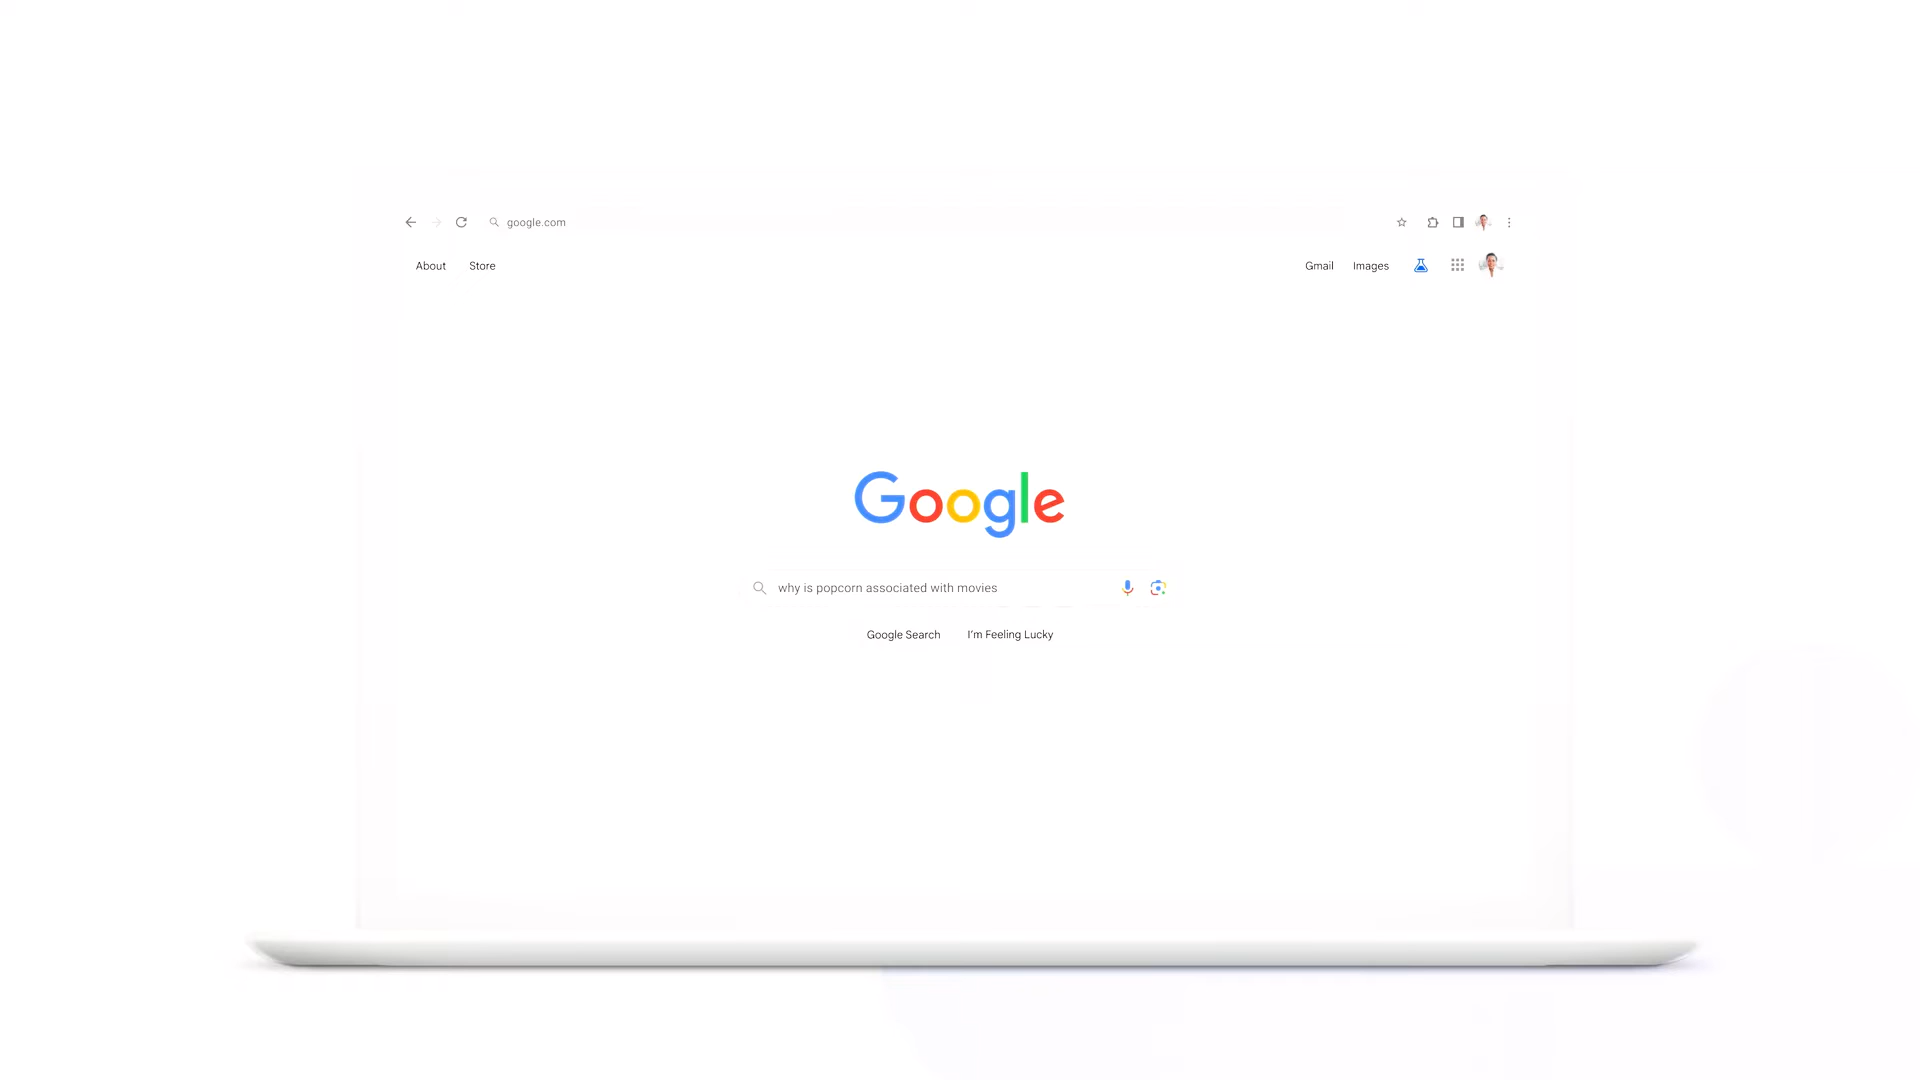 google.com
About Store Gmail Images
Google
why is popcorn associated with movies
Google Search I'm Feeling Lucky